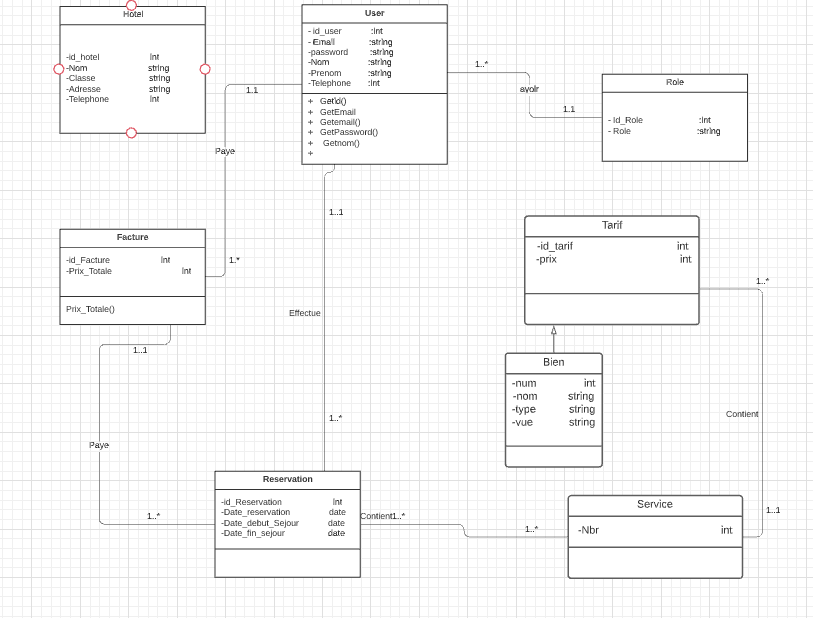 Hotel
-id_hotel int
-Nom string
-Classe string
-Adresse string
-Telephone int
User
- id_user :int
- Email :string
-password :string
-Nom :string
-Prenom :string
-Telephone :int
+ GetId()
+ GetEmail
+ Getemail()
+ GetPassword()
+ Getnom()
+
1..*
avoir
1.1
Role
- Id_Role :int
- Role :string
1.1
Paye
1.*
Facture
-id_Facture int
-Prix_Totale int
Prix_Totale()
1..1
Paye
1..*
1..1
Effectue
1..*
Tarif
-id_tarif int
-prix int
1..*
Contient
1..1
Bien
-num int
-nom string
-type string
-vue string
Reservation
-id_Reservation int
-Date_reservation date
-Date_debut_Sejour date
-Date_fin_sejour date
Contient1..*
1..*
Service
-Nbr int